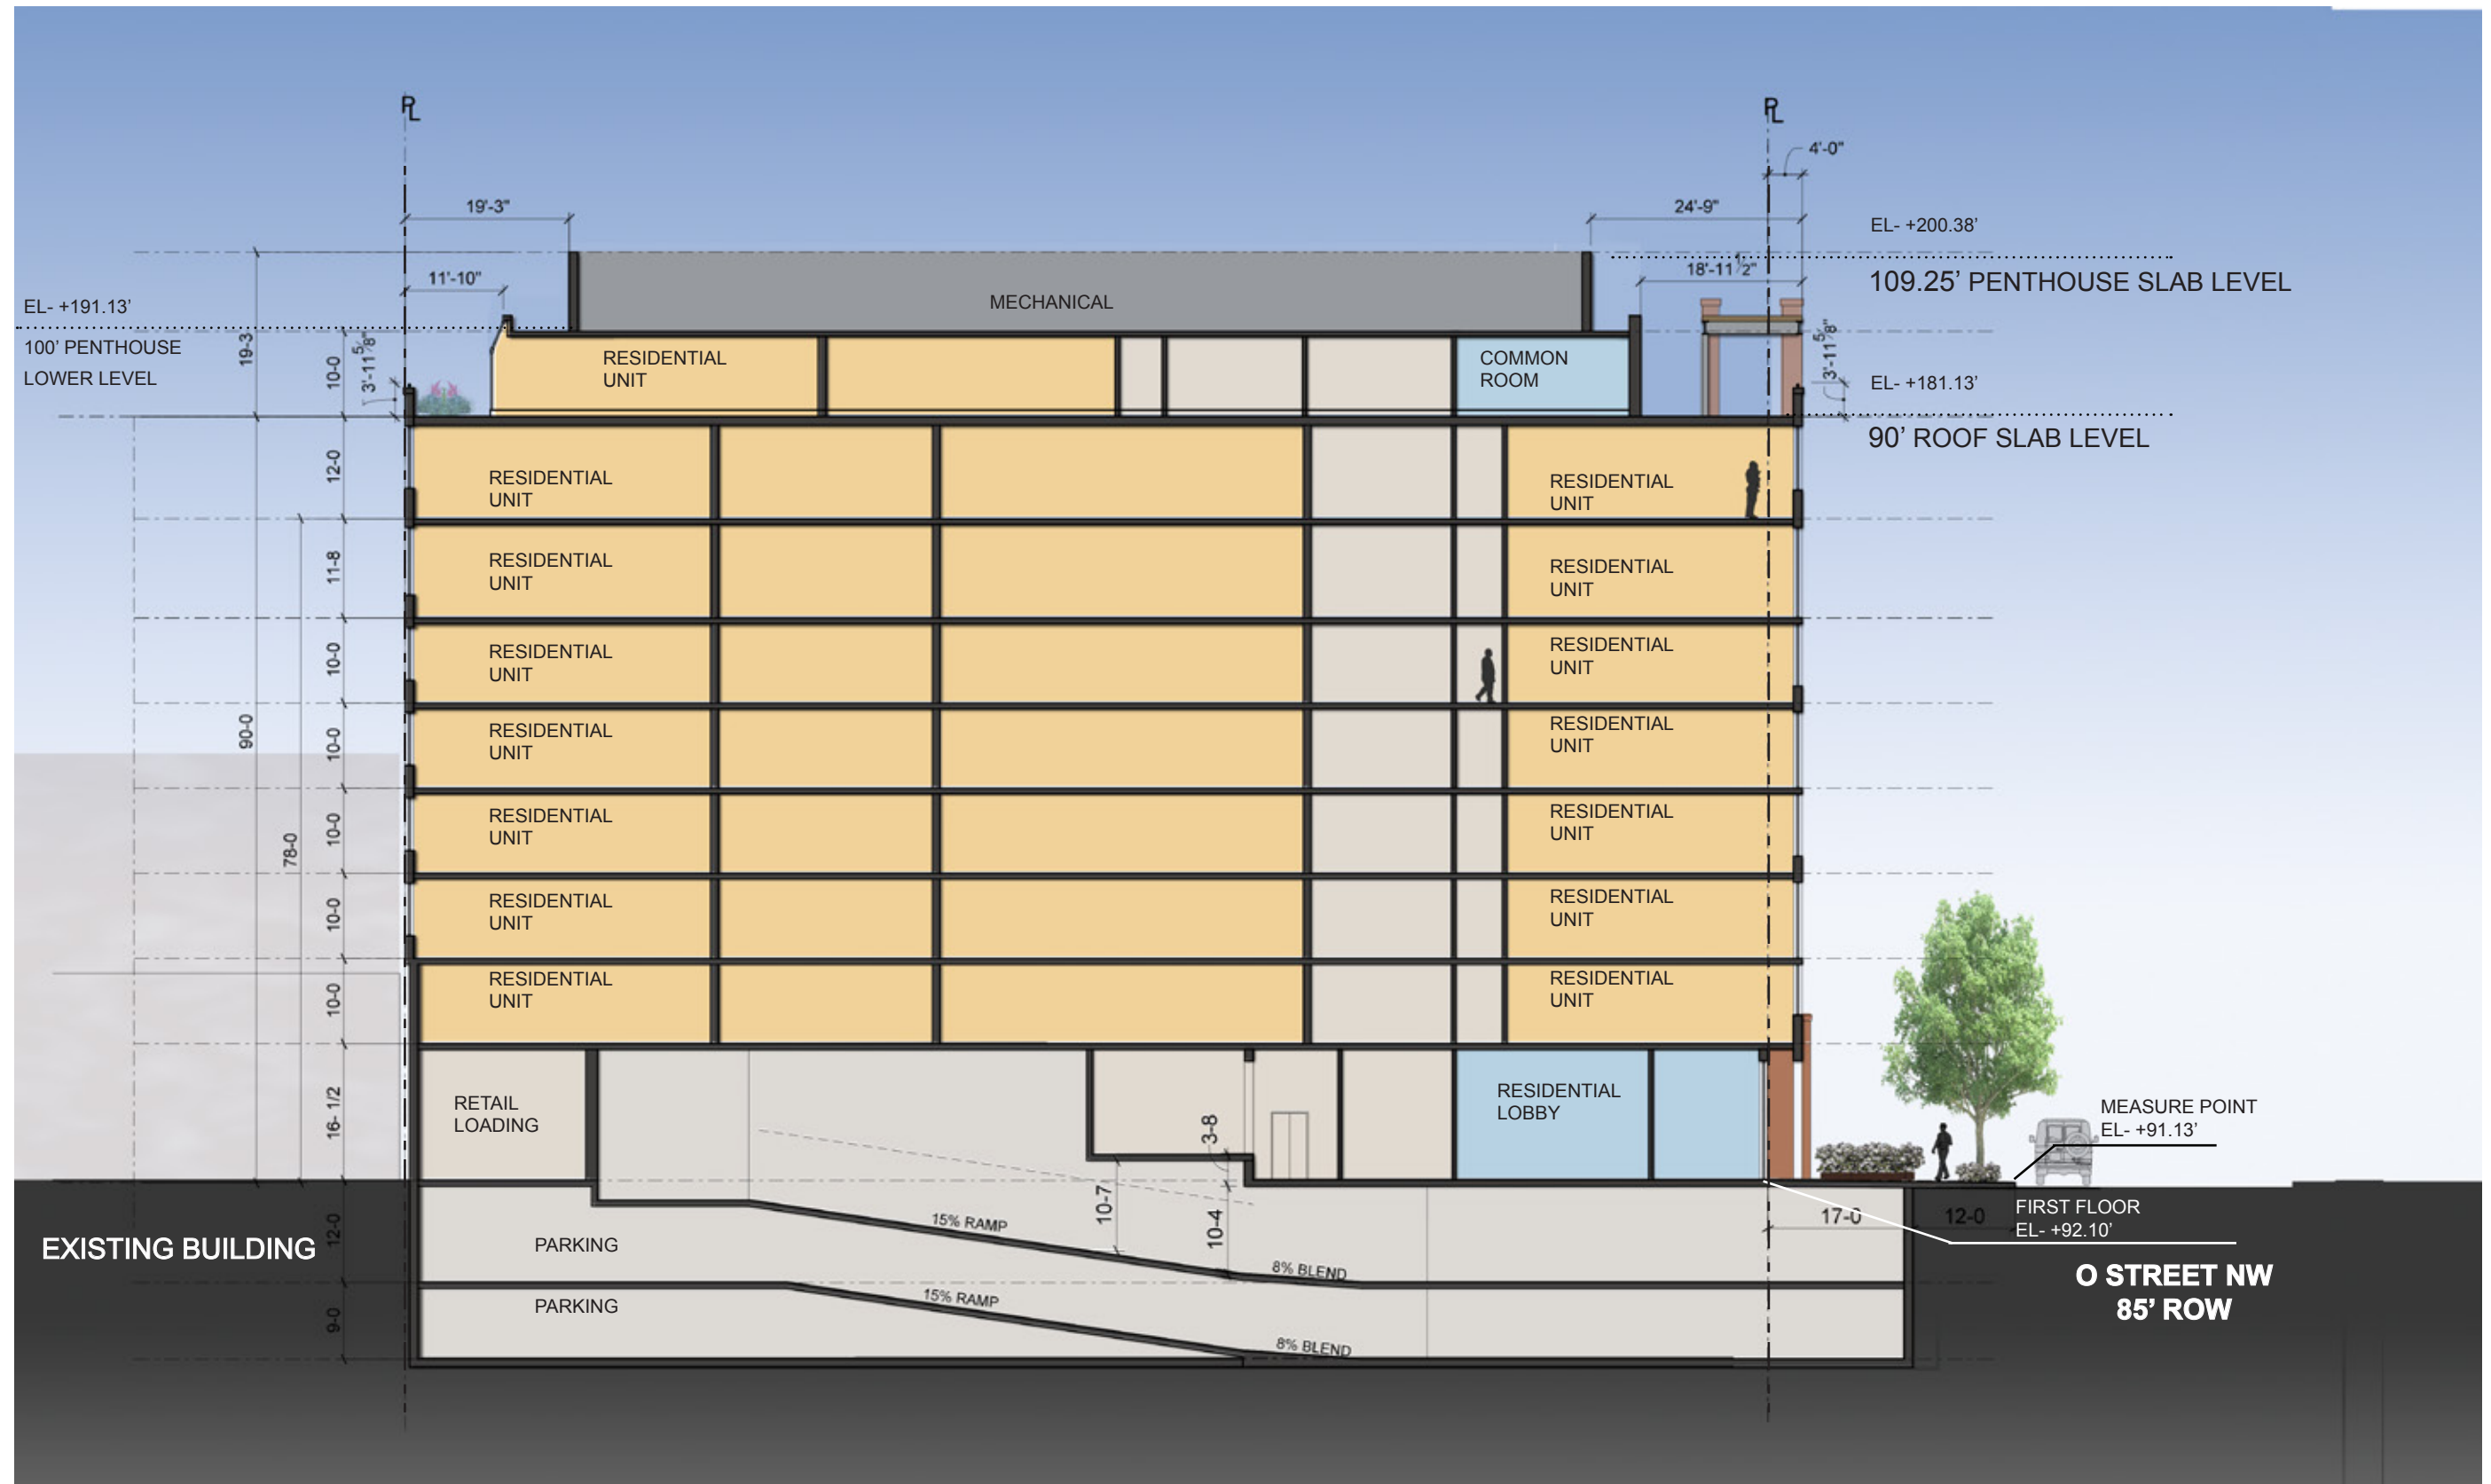 PL
PL
4'-0"
19'-3"
24'-9"
EL- +200.38'
18'-11 1/2"
109.25' PENTHOUSE SLAB LEVEL
11'-10"
MECHANICAL
EL- +191.13'
100' PENTHOUSE
LOWER LEVEL
19-3
10-0
3'-11 5/8"
RESIDENTIAL
UNIT
COMMON
ROOM
3'-11 5/8"
EL- +181.13'
90' ROOF SLAB LEVEL
12-0
RESIDENTIAL
UNIT
RESIDENTIAL
UNIT
11-8
RESIDENTIAL
UNIT
RESIDENTIAL
UNIT
10-0
RESIDENTIAL
UNIT
RESIDENTIAL
UNIT
90-0
10-0
RESIDENTIAL
UNIT
RESIDENTIAL
UNIT
78-0
10-0
RESIDENTIAL
UNIT
RESIDENTIAL
UNIT
10-0
RESIDENTIAL
UNIT
RESIDENTIAL
UNIT
10-0
RESIDENTIAL
UNIT
RESIDENTIAL
UNIT
16- 1/2
RETAIL
LOADING
3-8
RESIDENTIAL
LOBBY
MEASURE POINT
EL- +91.13'
EXISTING BUILDING
12-0
PARKING
15% RAMP
10-7
10-4
8% BLEND
17-0
12-0
FIRST FLOOR
EL- +92.10'
9-0
PARKING
15% RAMP
8% BLEND
O STREET NW
85' ROW